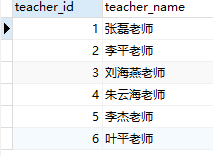 teacher_id teacher_name
1 张磊老师
2 李平老师
3 刘海燕老师
4 朱云海老师
5 李杰老师
6 叶平老师